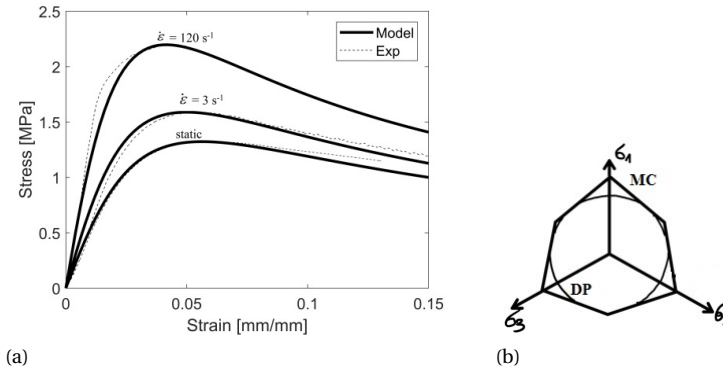 2.5
2
1.5
1
0.5
0
0
0.05
0.1
0.15
Stress [MPa]
Strain [mm/mm]
ε̇ = 120 s⁻¹
ε̇ = 3 s⁻¹
static
Model
Exp
(a)
σ₁
MC
DP
σ₃
(b)